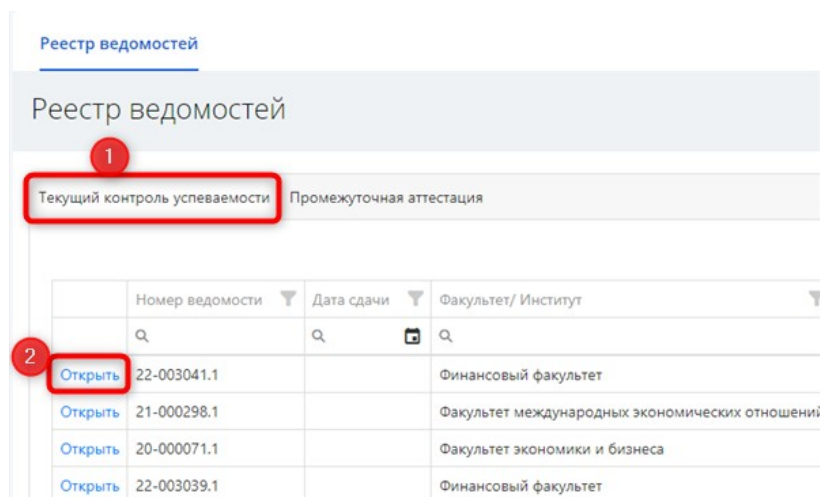 Реестр ведомостей
Реестр ведомостей
1
Текущий контроль успеваемости Промежуточная аттестация
Номер ведомости Дата сдачи Факультет/ Институт
2
Открыть 22-003041.1 Финансовый факультет
Открыть 21-000298.1 Факультет международных экономических отношений
Открыть 20-000071.1 Факультет экономики и бизнеса
Открыть 22-003039.1 Финансовый факультет